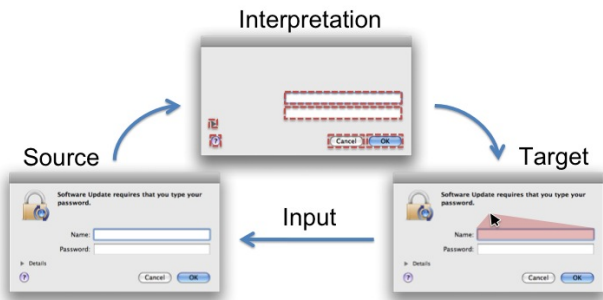 Interpretation
Cancel OK
Source
Target
Input
Software Update requires that you type your
password.
Name:
Password:
Details
?
Cancel OK
Software Update requires that you type your
password.
Name:
Password:
Details
?
Cancel OK